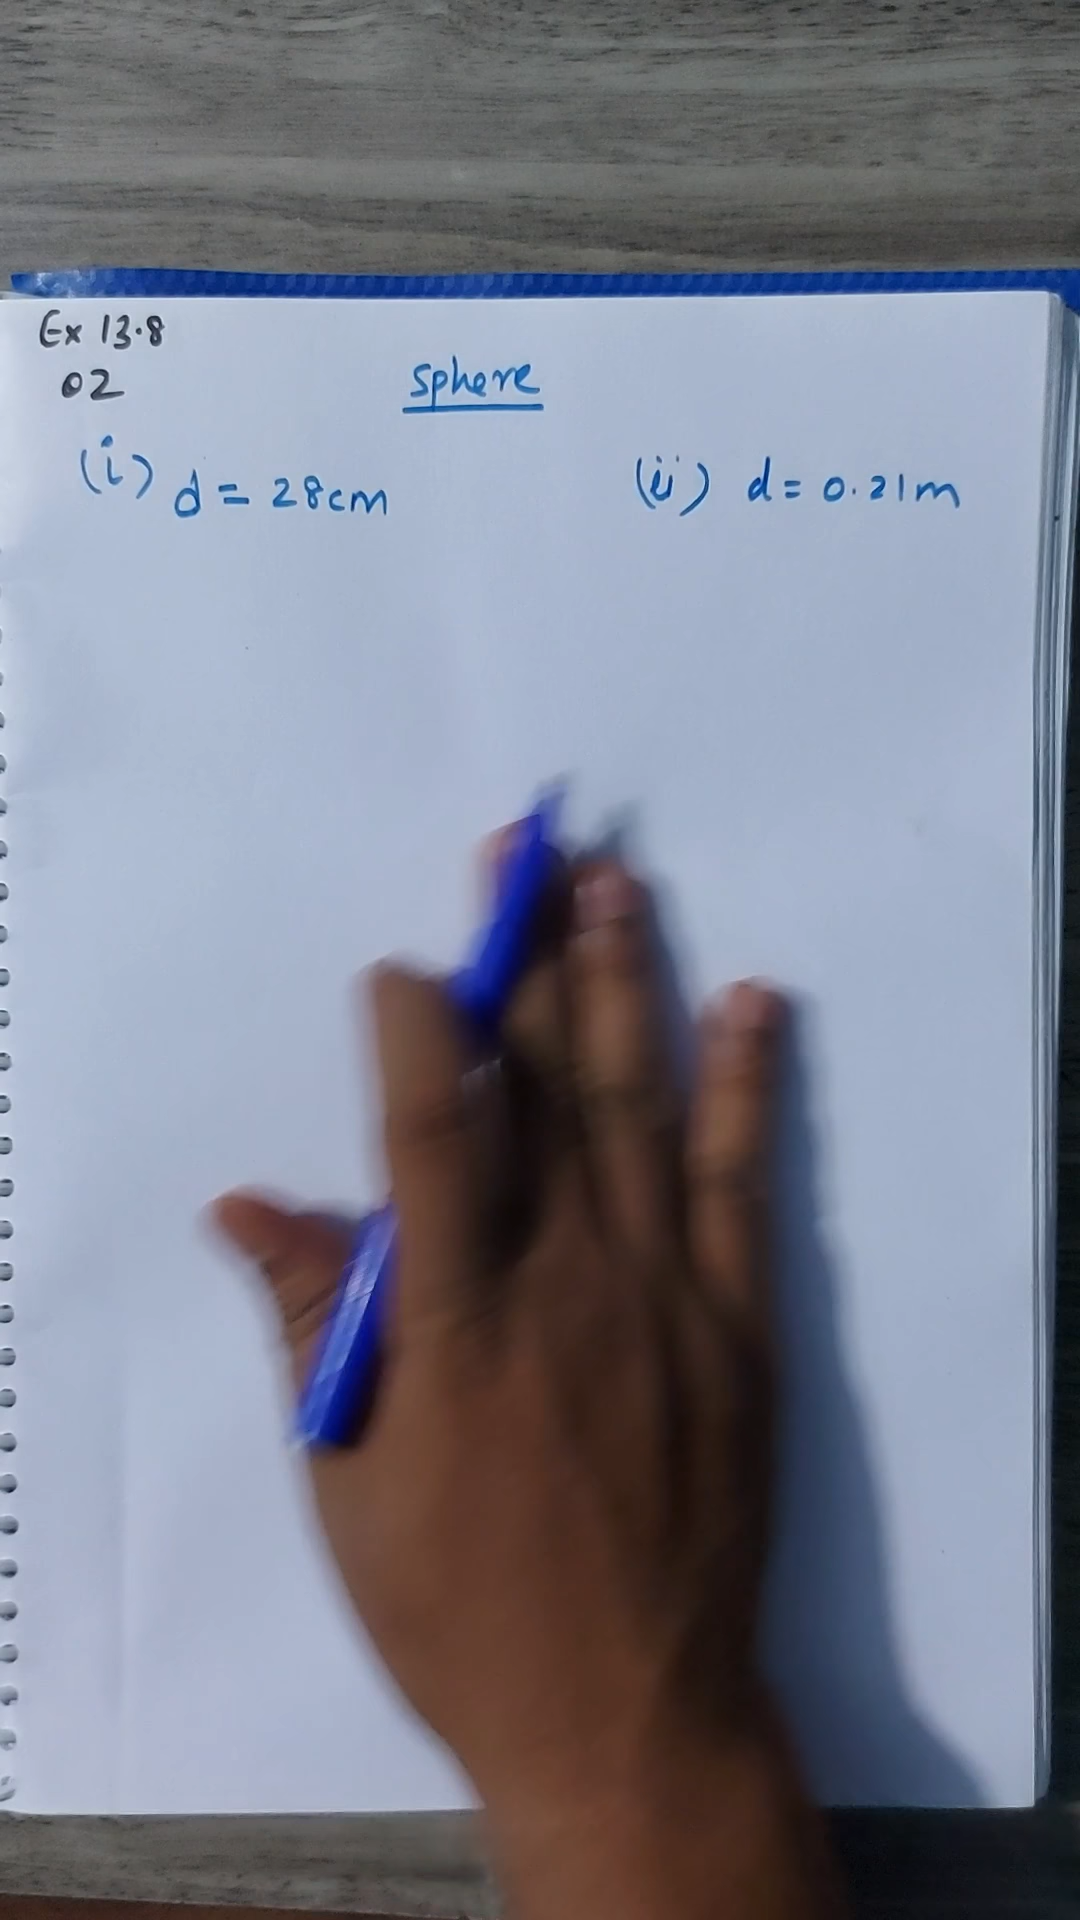 Ex 13.8
02
Sphere
(i) d = 28cm
(ii) d = 0.21m